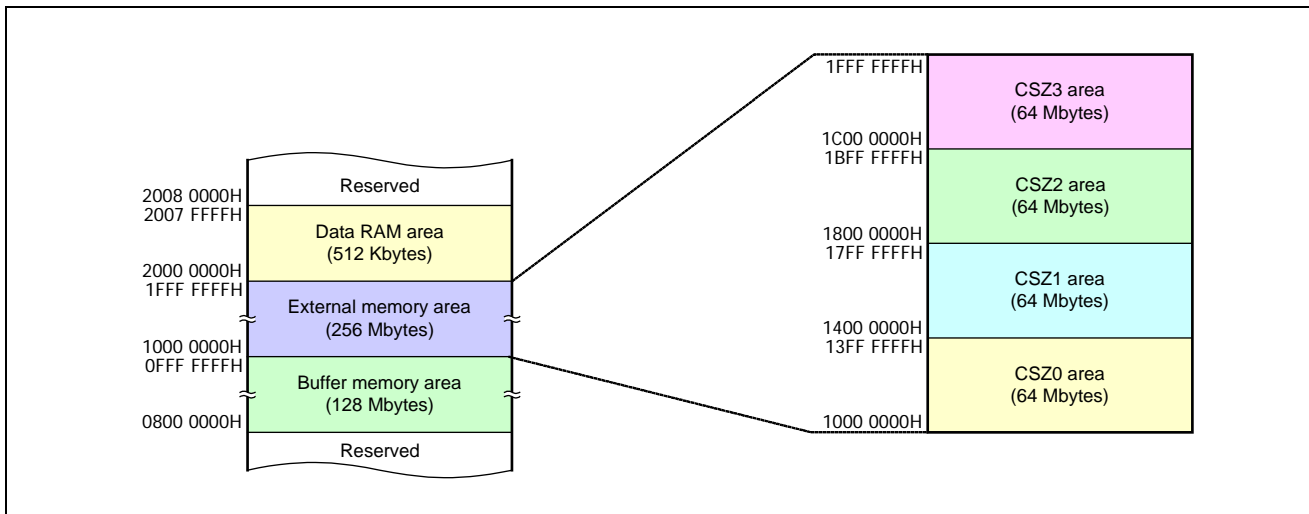 Reserved
2008 0000H
2007 FFFFH
Data RAM area
(512 Kbytes)
2000 0000H
1FFF FFFFH
External memory area
(256 Mbytes)
1000 0000H
0FFF FFFFH
Buffer memory area
(128 Mbytes)
0800 0000H
Reserved
1FFF FFFFH
CSZ3 area
(64 Mbytes)
1C00 0000H
1BFF FFFFH
CSZ2 area
(64 Mbytes)
1800 0000H
17FF FFFFH
CSZ1 area
(64 Mbytes)
1400 0000H
13FF FFFFH
CSZ0 area
(64 Mbytes)
1000 0000H